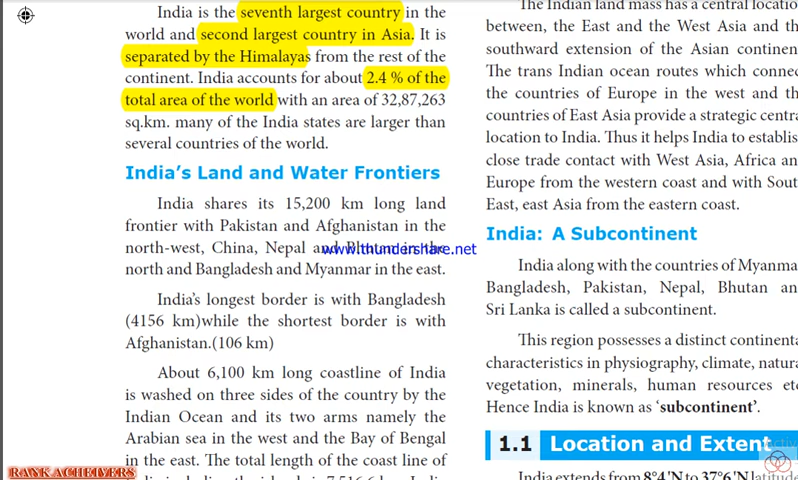 India is the seventh largest country in the
world and second largest country in Asia. It is
separated by the Himalayas from the rest of the
continent. India accounts for about 2.4 % of the
total area of the world with an area of 32,87,263
sq.km. many of the India states are larger than
several countries of the world.
India's Land and Water Frontiers
India shares its 15,200 km long land
frontier with Pakistan and Afghanistan in the
north-west, China, Nepal and Bhutan in the
north and Bangladesh and Myanmar in the east.
India's longest border is with Bangladesh
(4156 km)while the shortest border is with
Afghanistan.(106 km)
About 6,100 km long coastline of India
is washed on three sides of the country by the
Indian Ocean and its two arms namely the
Arabian sea in the west and the Bay of Bengal
in the east. The total length of the coast line of
The Indian land mass has a central locatio
between, the East and the West Asia and th
southward extension of the Asian continen
The trans Indian ocean routes which connec
the countries of Europe in the west and th
countries of East Asia provide a strategic centra
location to India. Thus it helps India to establis
close trade contact with West Asia, Africa an
Europe from the western coast and with Sout
East, east Asia from the eastern coast.
India: A Subcontinent
India along with the countries of Myanma
Bangladesh, Pakistan, Nepal, Bhutan an
Sri Lanka is called a subcontinent.
This region possesses a distinct continenta
characteristics in physiography, climate, natura
vegetation, minerals, human resources etc
Hence India is known as 'subcontinent'.
1.1 Location and Extent
India extends from 8°4'N to 37°6'N latitude
www.thundershare.net
RANK ACHEIVERS